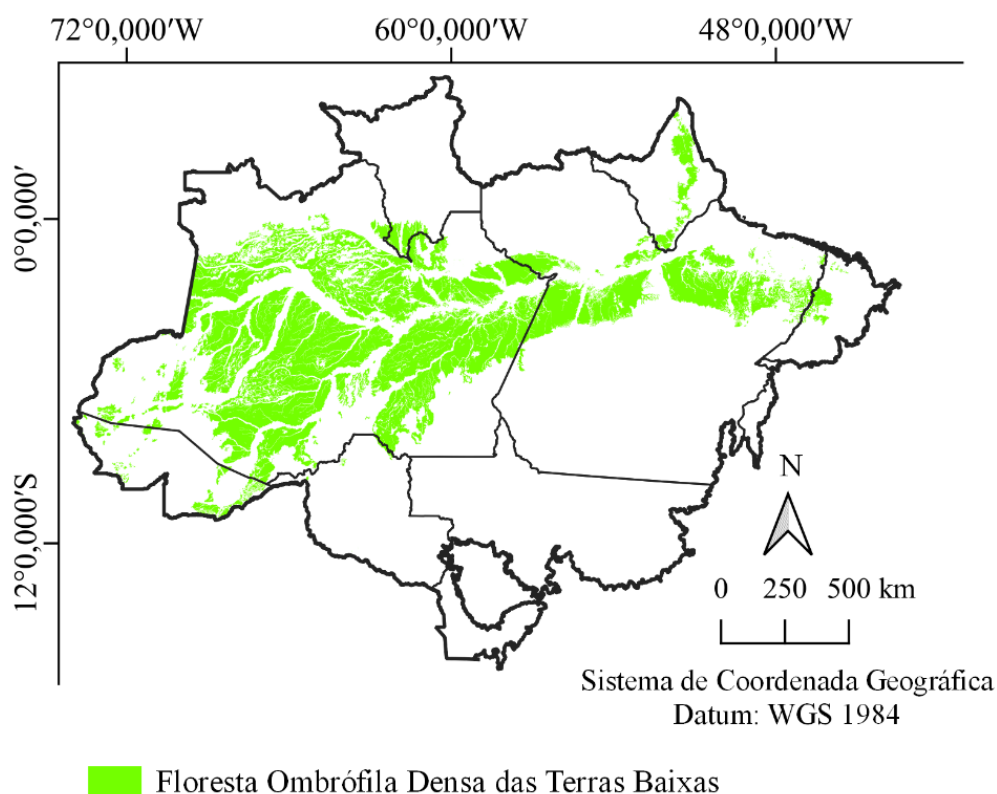 72°0,000′W 60°0,000′W 48°0,000′W
0°0,000′
12°0,000′S
N
0 250 500 km
Sistema de Coordenada Geográfica
Datum: WGS 1984
Floresta Ombrófila Densa das Terras Baixas